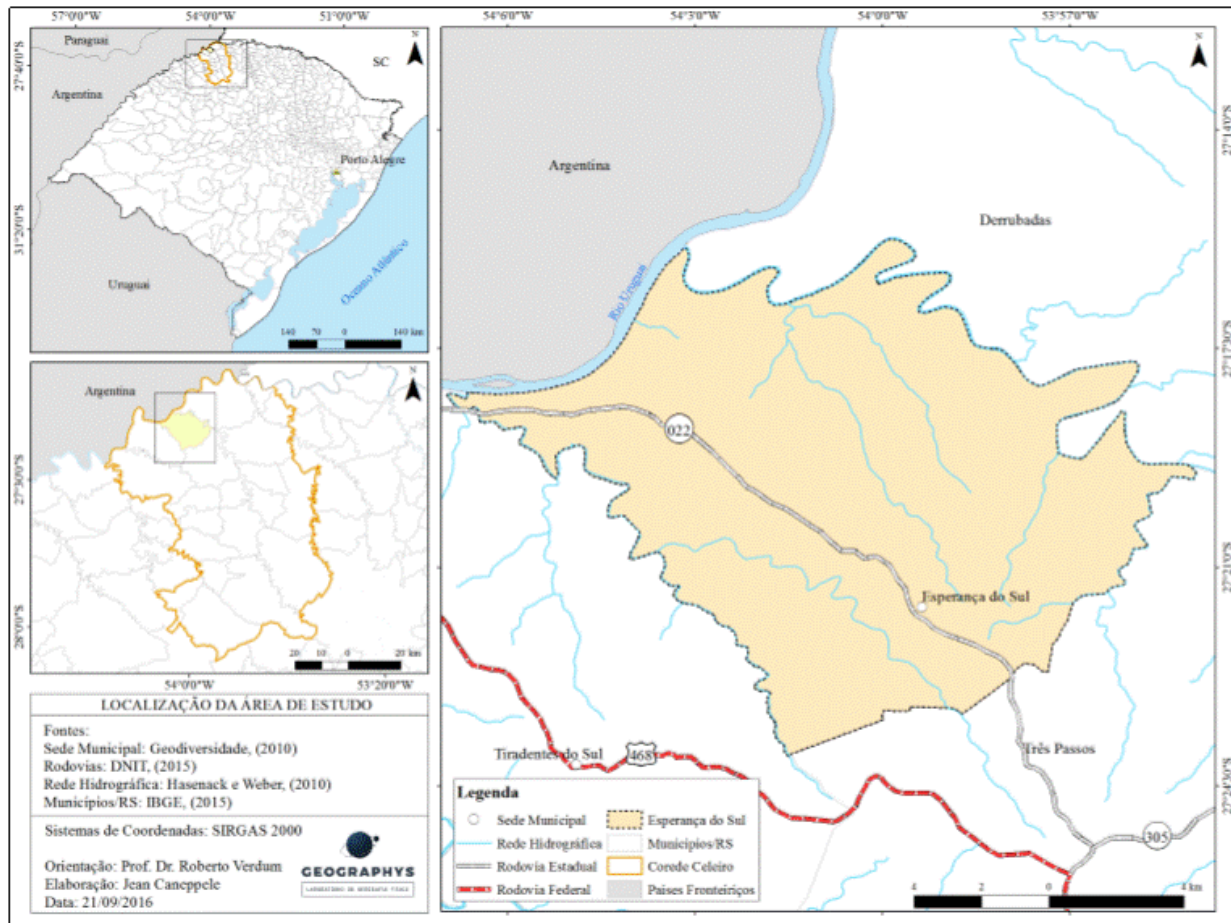 57°0'0"W
54°0'0"W
51°0'0"W
Paraguai
SC
27°40'0"S
Argentina
Porto Alegre
31°20'0"S
Uruguai
Oceano Atlântico
N
140 70 0 140 km
Argentina
N
27°30'0"S
28°0'0"S
20 10 0 20 km
54°0'0"W
53°20'0"W
LOCALIZAÇÃO DA ÁREA DE ESTUDO
Fontes:
Sede Municipal: Geodiversidade, (2010)
Rodovias: DNIT, (2015)
Rede Hidrográfica: Hasenack e Weber, (2010)
Municípios/RS: IBGE, (2015)
Sistemas de Coordenadas: SIRGAS 2000
Orientação: Prof. Dr. Roberto Verdum
Elaboração: Jean Caneppele
Data: 21/09/2016
GEOGRAPHYS
LABORATÓRIO DE GEOGRAFIA FÍSICA
54°6'0"W
54°3'0"W
54°0'0"W
53°57'0"W
N
Argentina
27°14'0"S
Derrubadas
Rio Uruguai
27°17'30"S
022
27°21'0"S
Esperança do Sul
Tiradentes do Sul
468
Três Passos
27°24'30"S
305
Legenda
Sede Municipal
Rede Hidrográfica
Rodovia Estadual
Rodovia Federal
Esperança do Sul
Municípios/RS
Corede Celeiro
Países Fronteiriços
4 2 0 4 km